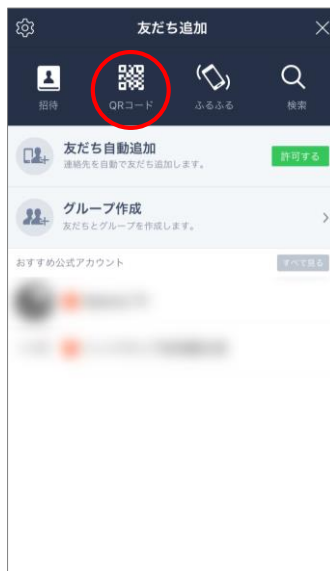 友だち追加
招待
QRコード
ふるふる
検索
友だち自動追加
連絡先を自動で友だち追加します。
許可する
グループ作成
友だちとグループを作成します。
おすすめ公式アカウント
すべて見る